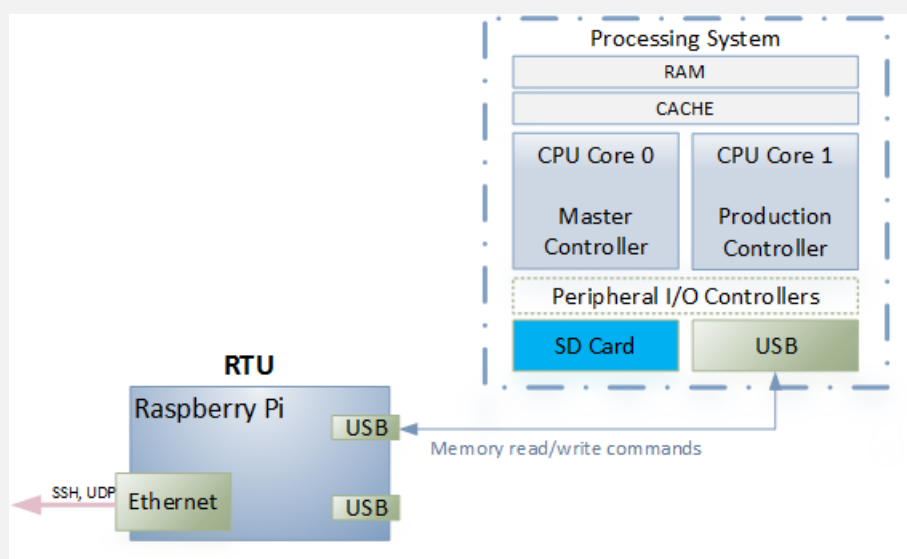 Processing System
RAM
CACHE
CPU Core 0
Master
Controller
CPU Core 1
Production
Controller
Peripheral I/O Controllers
SD Card
USB
RTU
Raspberry Pi
USB
Memory read/write commands
SSH, UDP
Ethernet
USB